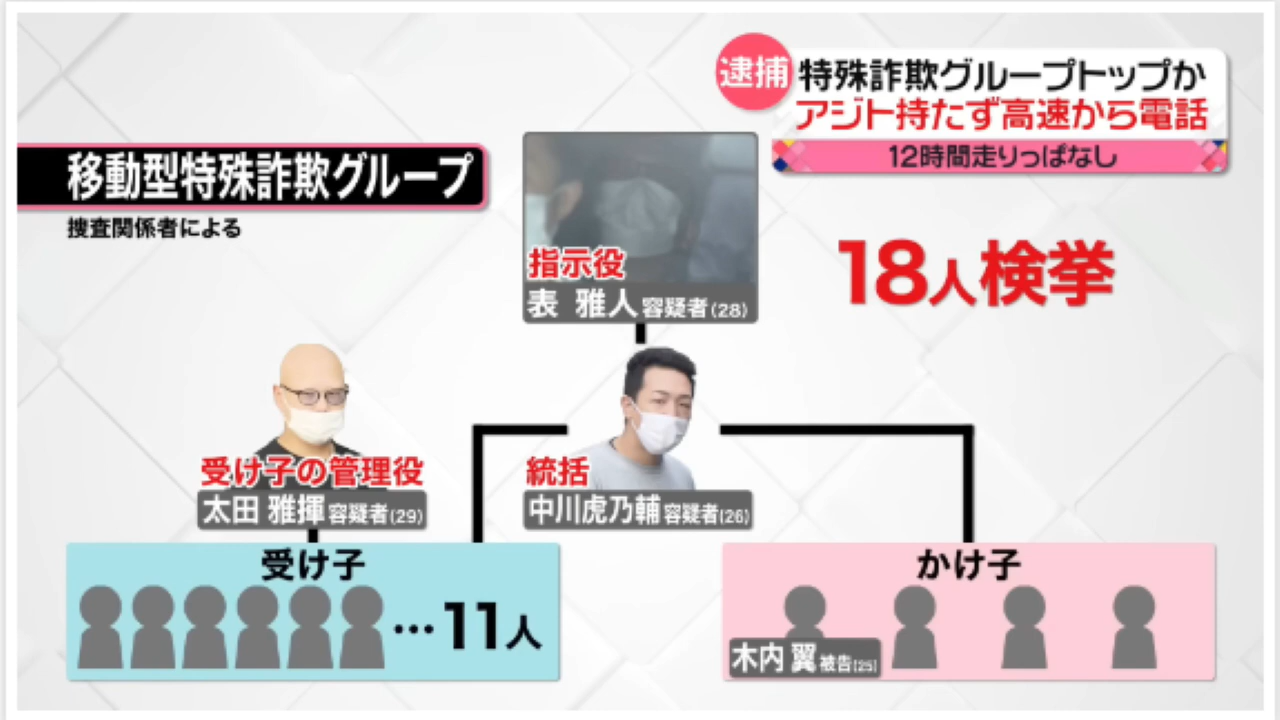 逮捕
特殊詐欺グループトップか
アジト持たず高速から電話
12時間走りっぱなし
移動型特殊詐欺グループ
捜査関係者による
指示役
表 雅人容疑者(28)
18人検挙
受け子の管理役
太田 雅揮容疑者(29)
統括
中川虎乃輔容疑者(26)
受け子
…11人
かけ子
木内 翼被告(25)